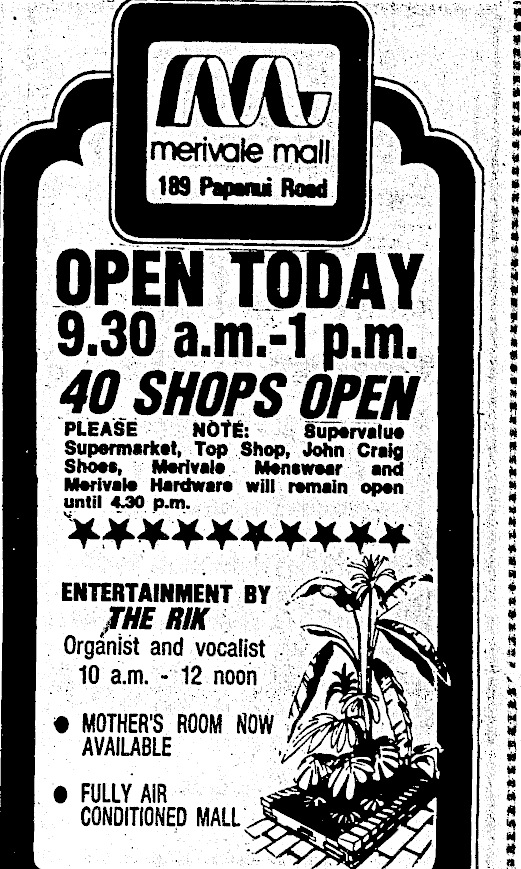 merivale mall
189 Papanui Road
OPEN TODAY
9.30 a.m.-1 p.m.
40 SHOPS OPEN
PLEASE NOTE: Supervalue
Supermarket, Top Shop, John Craig
Shoes, Merivale Menswear and
Merivale Hardware will remain open
until 4.30 p.m.
ENTERTAINMENT BY
THE RIK
Organist and vocalist
10 a.m. - 12 noon
● MOTHER'S ROOM NOW
AVAILABLE
● FULLY AIR
CONDITIONED MALL